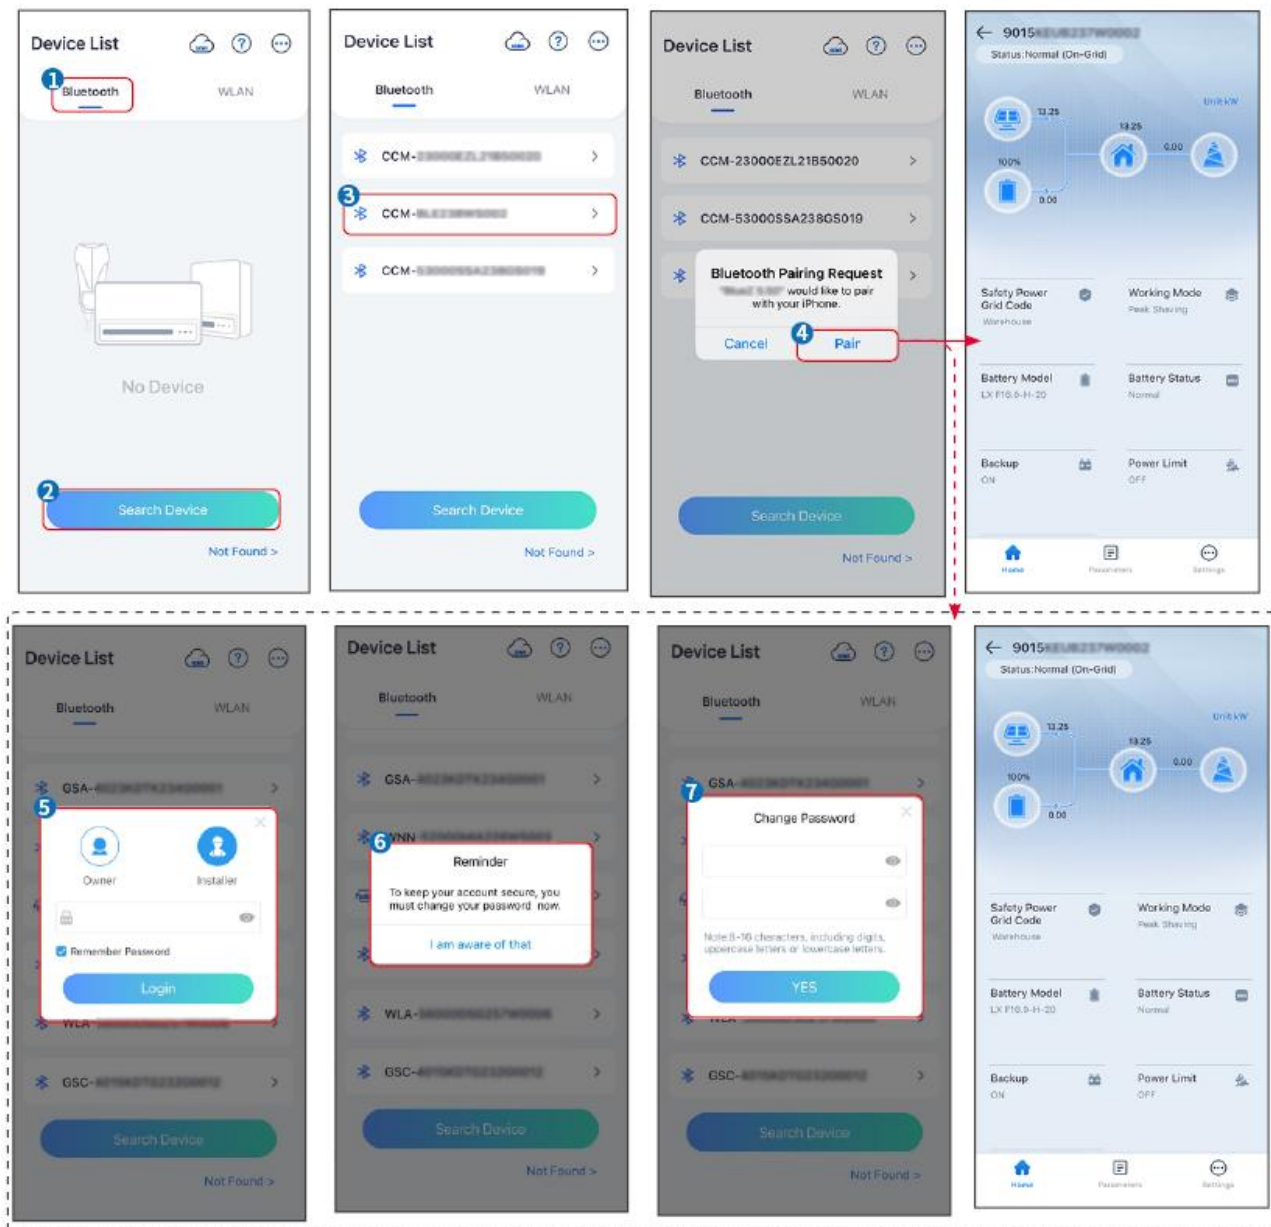 Device List
1
Bluetooth
WLAN
No Device
2
Search Device
Not Found >
Device List
Bluetooth
WLAN
CCM-
3
CCM-
CCM-
Search Device
Not Found >
Device List
Bluetooth
WLAN
CCM-23000EZL21B50020
CCM-53000SSA238GS019
Bluetooth Pairing Request
would like to pair
with your iPhone.
Cancel
4
Pair
Search Device
Not Found >
9015
Status:Normal (On-Grid)
Unit:kW
13.25
13.25
0.00
100%
0.00
Safety Power
Grid Code
Warehouse
Working Mode
Peak Shaving
Battery Model
Battery Status
Normal
Backup
ON
Power Limit
OFF
Home
Parameters
Settings
Device List
Bluetooth
WLAN
GSA-
5
Owner
Installer
Remember Password
Login
WLA-
GSC-
Search Device
Not Found >
Device List
Bluetooth
WLAN
GSA-
6
WNN
Reminder
To keep your account secure, you
must change your password now.
I am aware of that
WLA-
GSC-
Search Device
Not Found >
Device List
Bluetooth
WLAN
GSA-
7
Change Password
characters, including digits,
uppercase letters or lowercase letters.
YES
WLA-
GSC-
Search Device
Not Found >
9015
Status:Normal (On-Grid)
Unit:kW
13.25
13.25
0.00
100%
0.00
Safety Power
Grid Code
Warehouse
Working Mode
Peak Shaving
Battery Model
Battery Status
Normal
Backup
ON
Power Limit
OFF
Home
Parameters
Settings